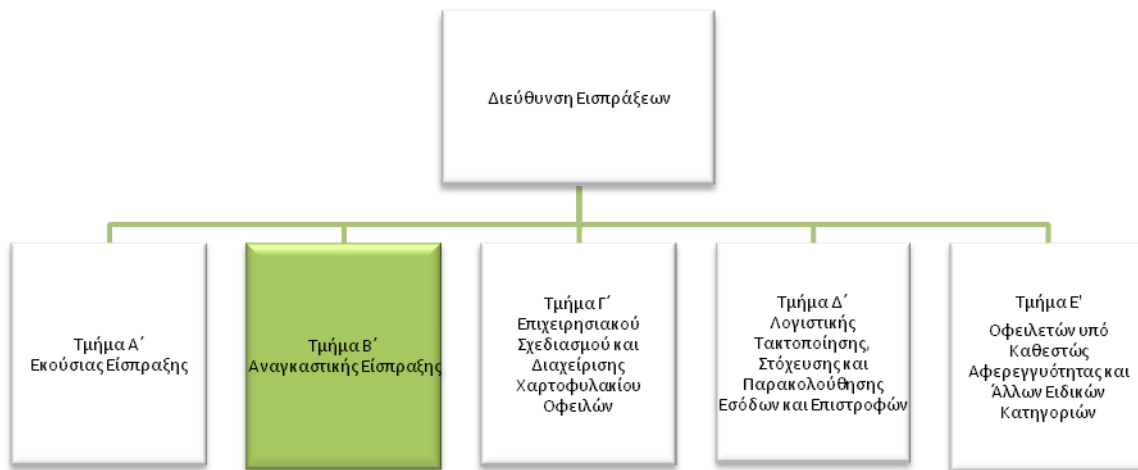 Διεύθυνση Εισπράξεων
Τμήμα Α΄
Εκούσιας Είσπραξης
Τμήμα Β΄
Αναγκαστικής Είσπραξης
Τμήμα Γ΄
Επιχειρησιακού
Σχεδιασμού και
Διαχείρισης
Χαρτοφυλακίου
Οφειλών
Τμήμα Δ΄
Λογιστικής
Τακτοποίησης,
Στόχευσης και
Παρακολούθησης
Εσόδων και Επιστροφών
Τμήμα Ε'
Οφειλετών υπό
Καθεστώς
Αφερεγγυότητας και
Άλλων Ειδικών
Κατηγοριών